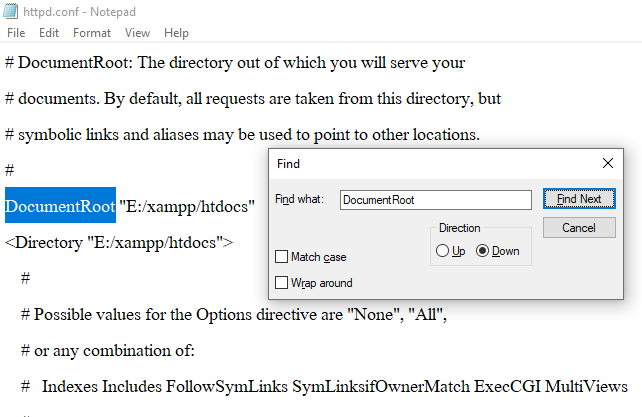 httpd.conf - Notepad
File Edit Format View Help
# DocumentRoot: The directory out of which you will serve your
# documents. By default, all requests are taken from this directory, but
# symbolic links and aliases may be used to point to other locations.
#
DocumentRoot "E:/xampp/htdocs"
<Directory "E:/xampp/htdocs">
#
# Possible values for the Options directive are "None", "All",
# or any combination of:
# Indexes Includes FollowSymLinks SymLinksifOwnerMatch ExecCGI MultiViews
#
Find
Find what: DocumentRoot Find Next
Direction Cancel
Match case Up Down
Wrap around